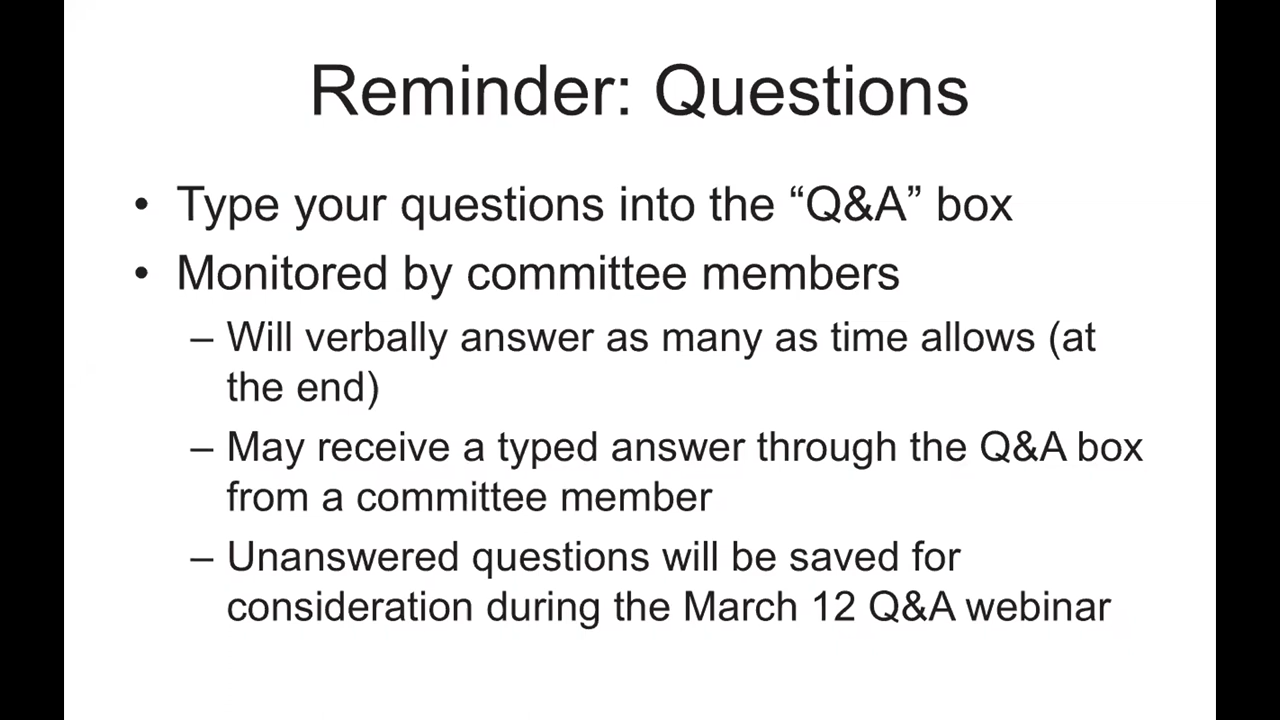 Reminder: Questions
• Type your questions into the “Q&A” box
• Monitored by committee members
– Will verbally answer as many as time allows (at
the end)
– May receive a typed answer through the Q&A box
from a committee member
– Unanswered questions will be saved for
consideration during the March 12 Q&A webinar